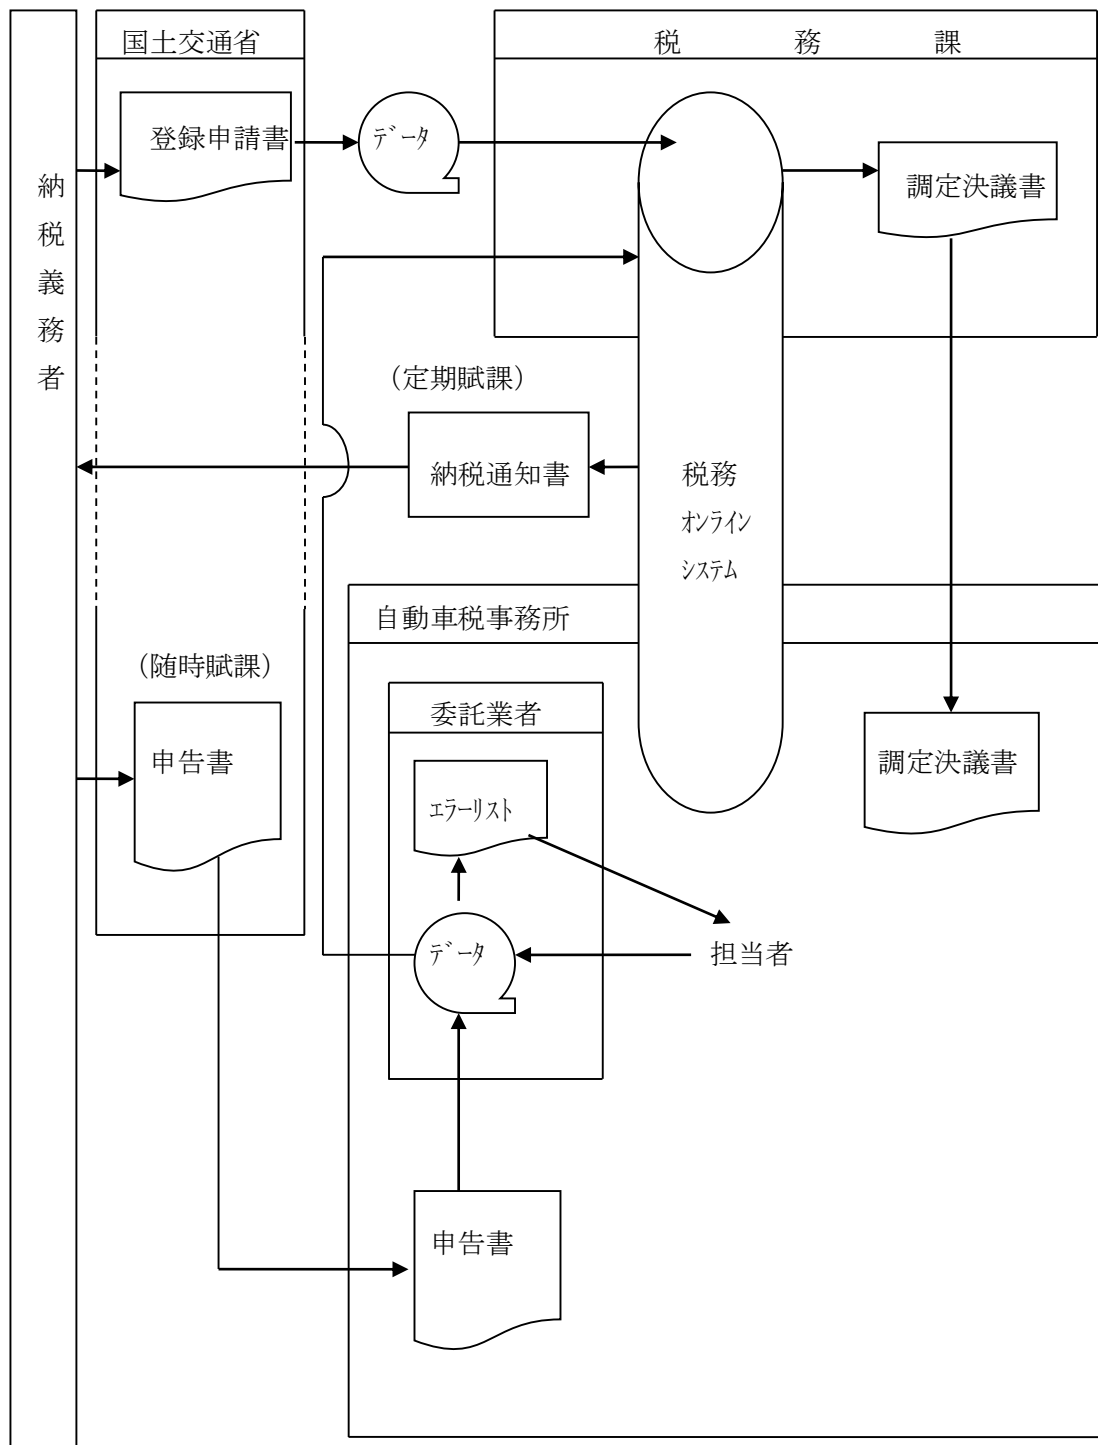 国土交通省
税務課
登録申請書
データ
調定決議書
納税義務者
(定期賦課)
納税通知書
税務
オンライン
システム
自動車税事務所
(随時賦課)
委託業者
申告書
エラーリスト
調定決議書
データ
担当者
申告書